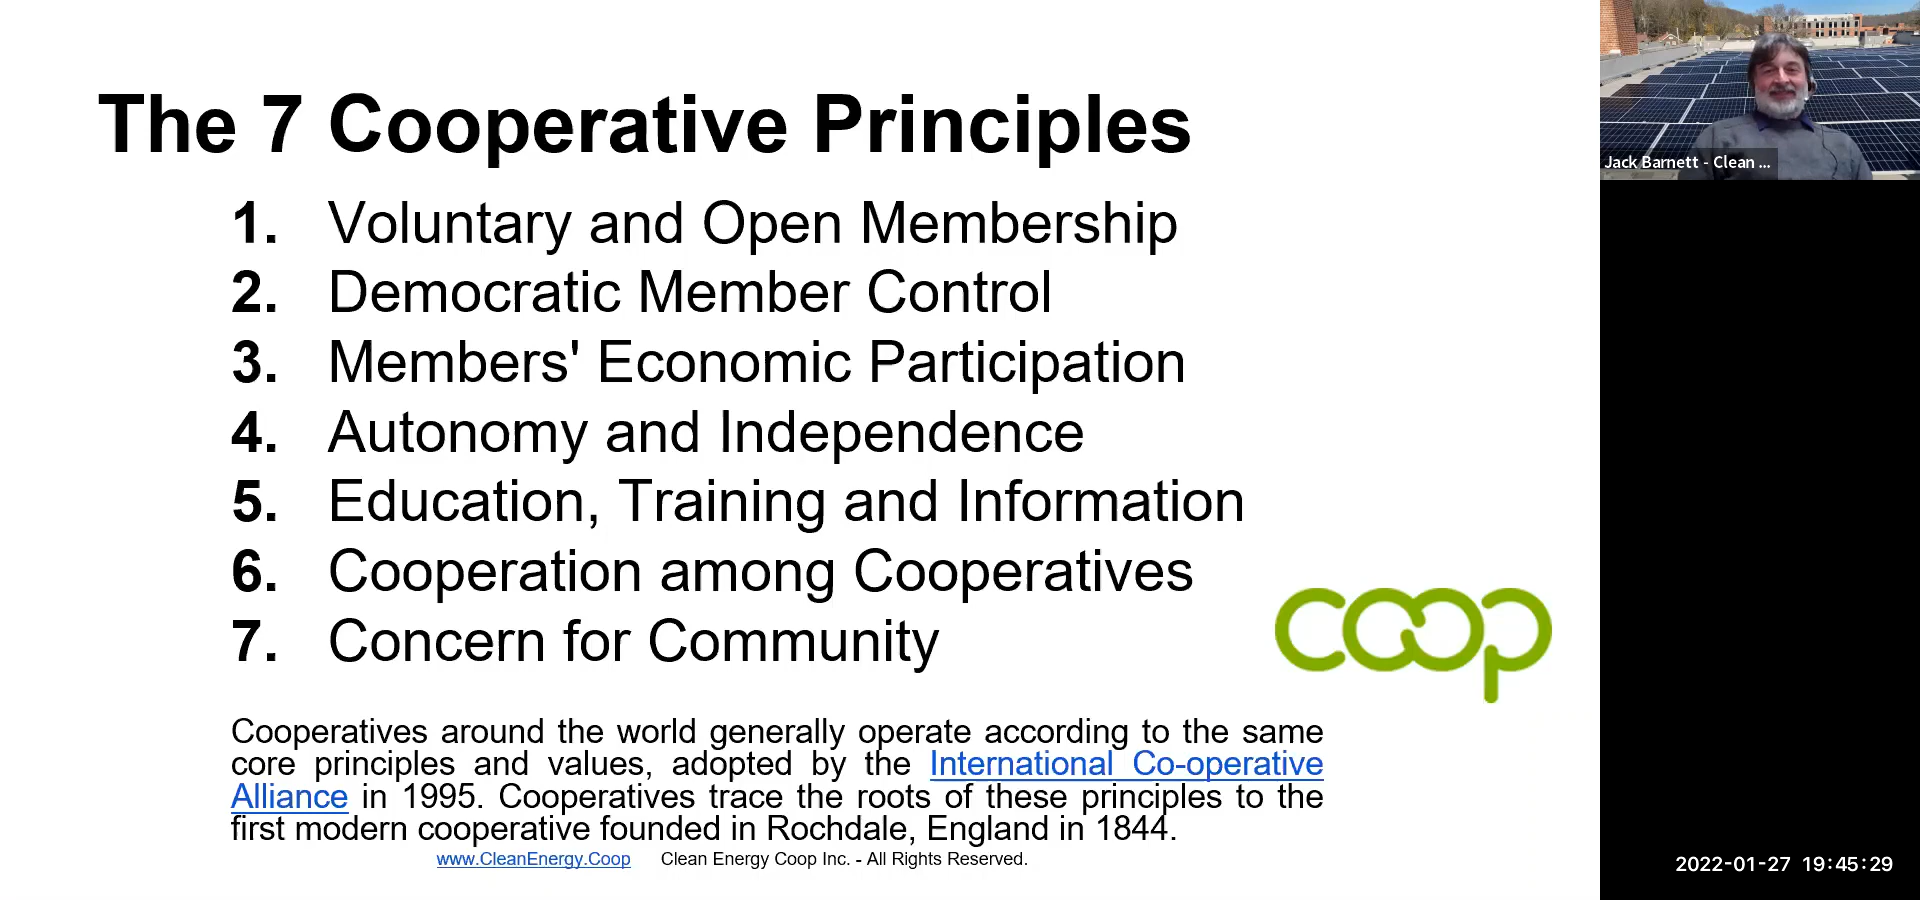 The 7 Cooperative Principles
1. Voluntary and Open Membership
2. Democratic Member Control
3. Members' Economic Participation
4. Autonomy and Independence
5. Education, Training and Information
6. Cooperation among Cooperatives
7. Concern for Community
coop
Cooperatives around the world generally operate according to the same
core principles and values, adopted by the International Co-operative
Alliance in 1995. Cooperatives trace the roots of these principles to the
first modern cooperative founded in Rochdale, England in 1844.
www.CleanEnergy.Coop Clean Energy Coop Inc. - All Rights Reserved.
Jack Barnett - Clean ...
2022-01-27 19:45:29